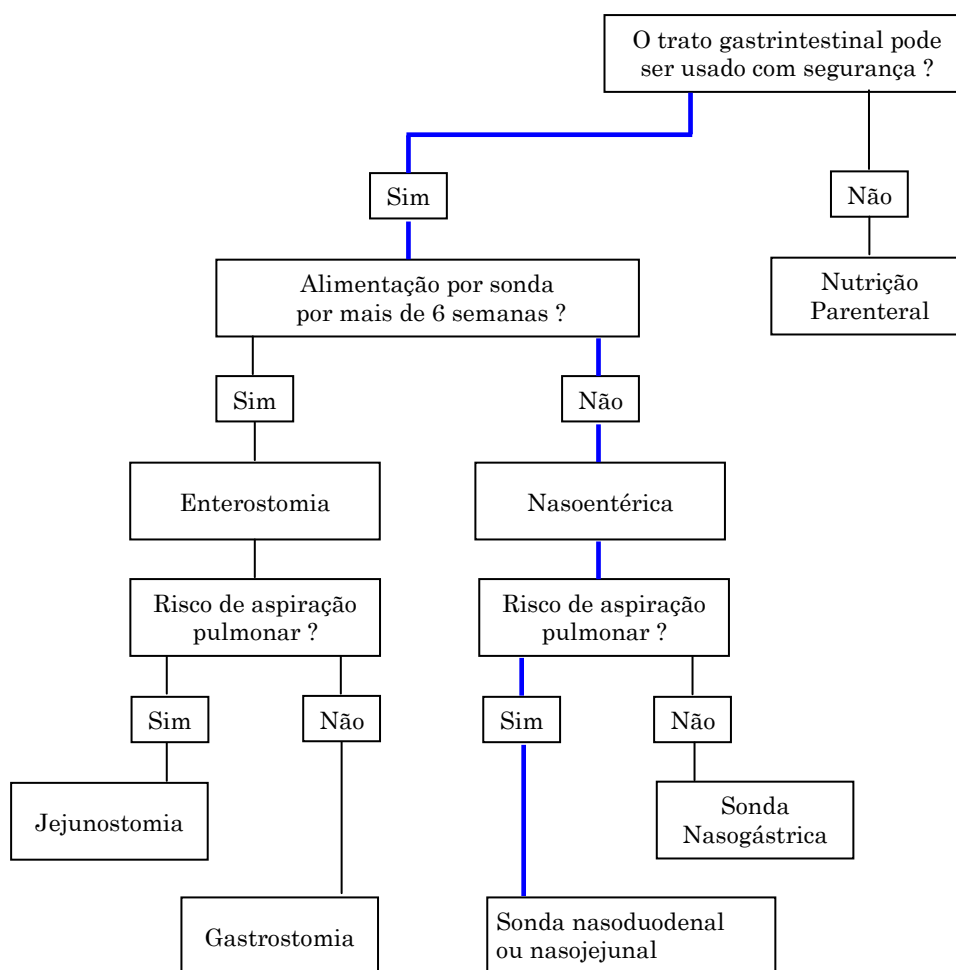 O trato gastrintestinal pode
ser usado com segurança ?
Sim
Não
Alimentação por sonda
por mais de 6 semanas ?
Nutrição
Parenteral
Sim
Não
Enterostomia
Nasoentérica
Risco de aspiração
pulmonar ?
Risco de aspiração
pulmonar ?
Sim
Não
Sim
Não
Jejunostomia
Sonda
Nasogástrica
Gastrostomia
Sonda nasoduodenal
ou nasojejunal